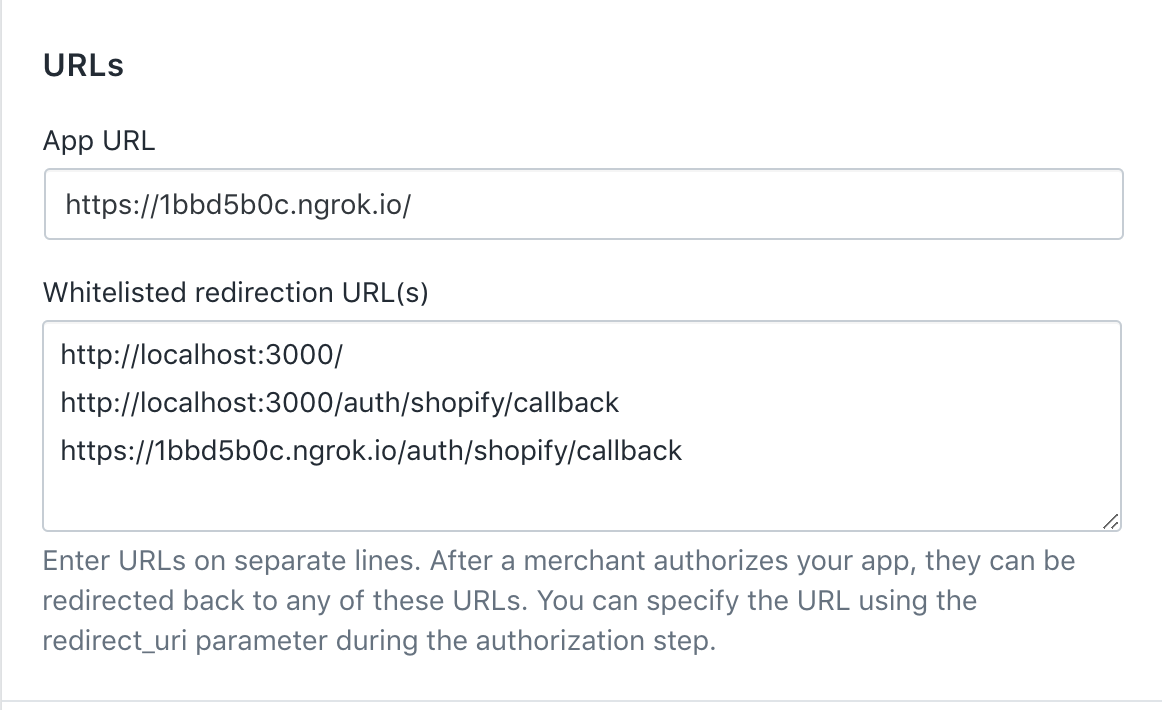 URLs
App URL
https://1bbd5b0c.ngrok.io/
Whitelisted redirection URL(s)
http://localhost:3000/
http://localhost:3000/auth/shopify/callback
https://1bbd5b0c.ngrok.io/auth/shopify/callback
Enter URLs on separate lines. After a merchant authorizes your app, they can be
redirected back to any of these URLs. You can specify the URL using the
redirect_uri parameter during the authorization step.